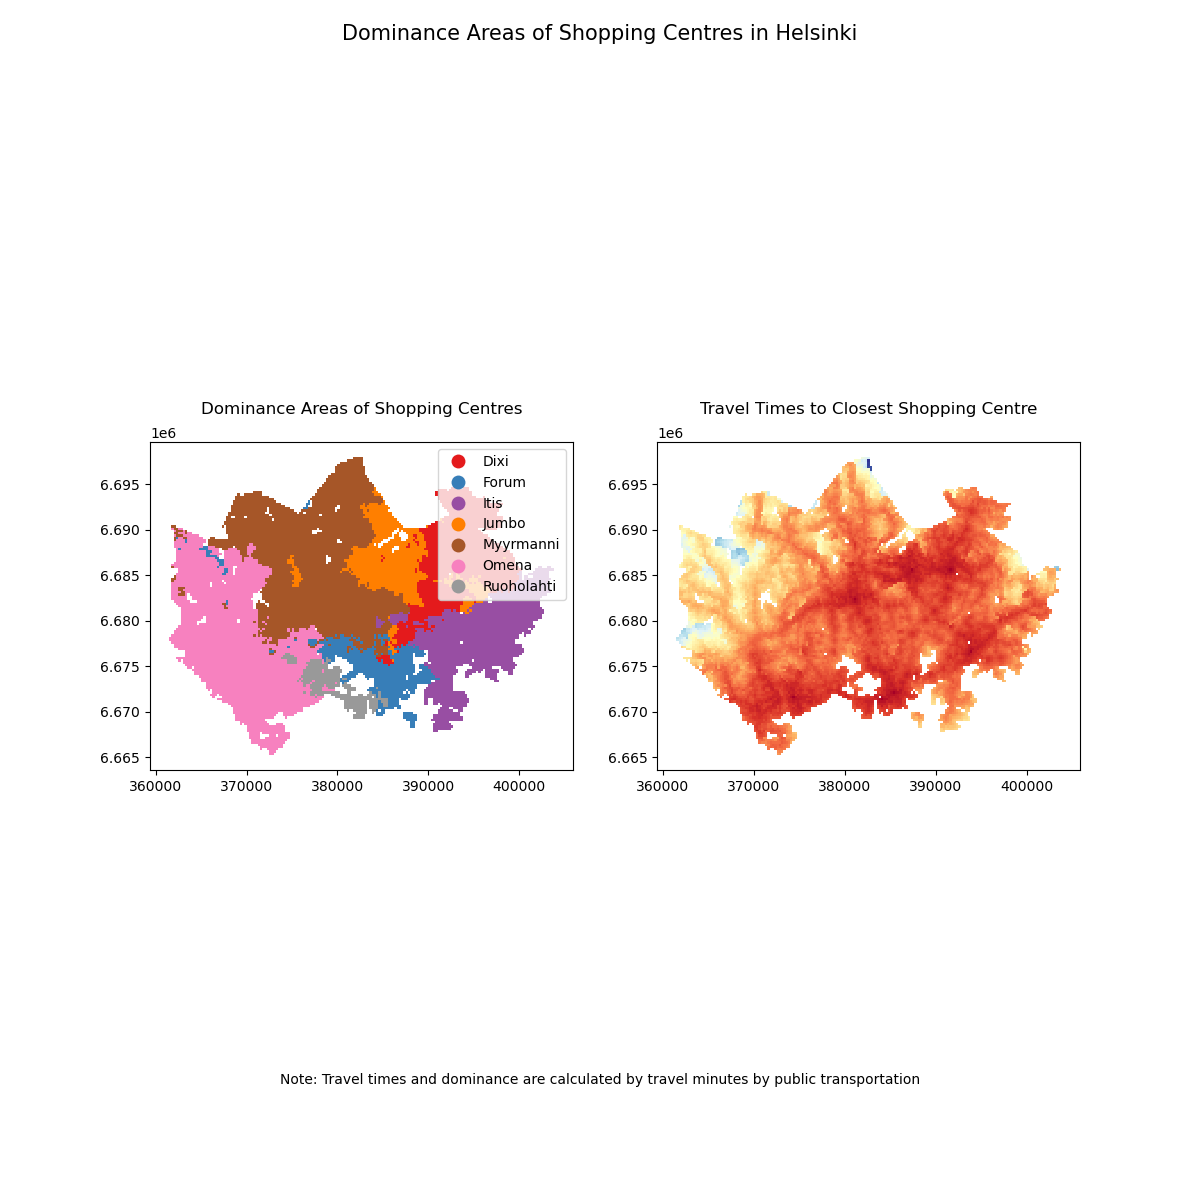 Dominance Areas of Shopping Centres in Helsinki
Dominance Areas of Shopping Centres
1e6
6.695
6.690
6.685
6.680
6.675
6.670
6.665
360000 370000 380000 390000 400000
Dixi
Forum
Itis
Jumbo
Myyrmanni
Omena
Ruoholahti
Travel Times to Closest Shopping Centre
1e6
6.695
6.690
6.685
6.680
6.675
6.670
6.665
360000 370000 380000 390000 400000
Note: Travel times and dominance are calculated by travel minutes by public transportation